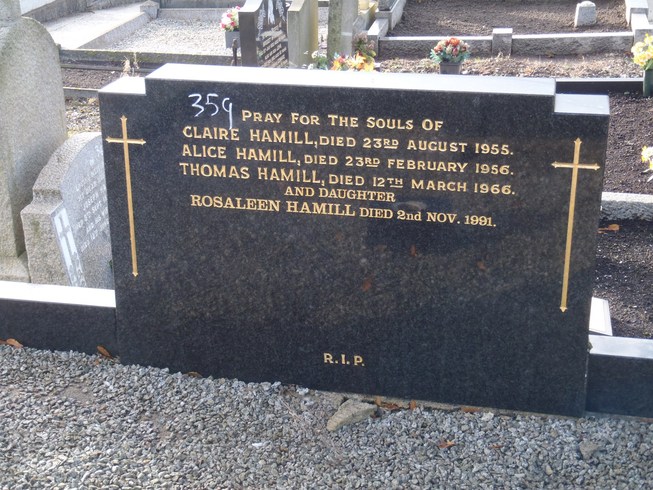 359
PRAY FOR THE SOULS OF
CLAIRE HAMILL, DIED 23RD AUGUST 1955.
ALICE HAMILL, DIED 23RD FEBRUARY 1956.
THOMAS HAMILL, DIED 12TH MARCH 1966.
AND DAUGHTER
ROSALEEN HAMILL DIED 2nd NOV. 1991.
R.I.P.